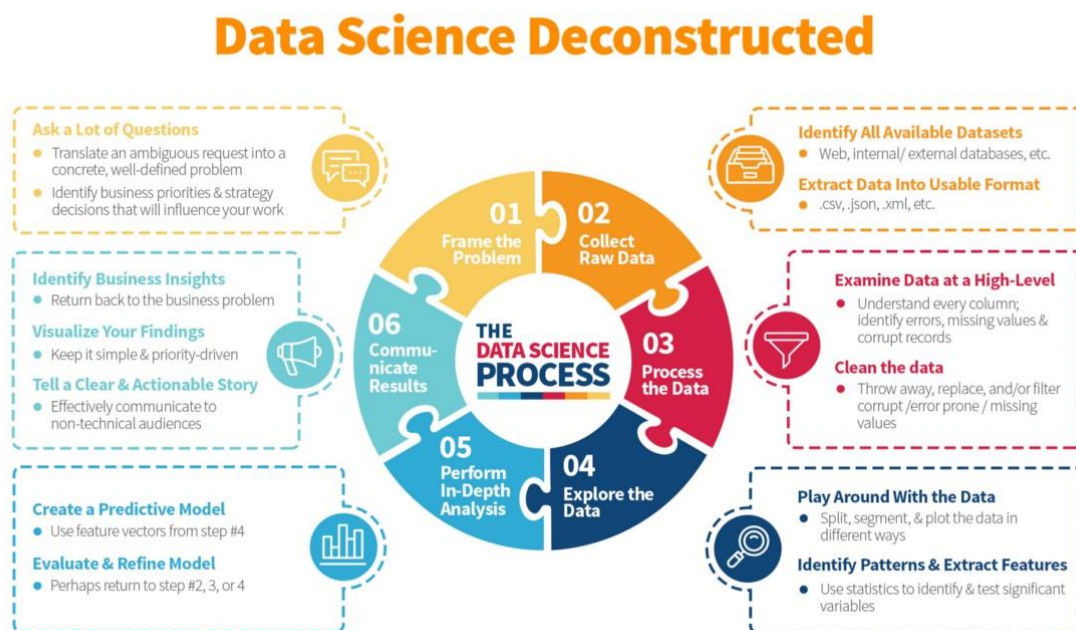 Data Science Deconstructed
Ask a Lot of Questions
● Translate an ambiguous request into a
concrete, well-defined problem
● Identify business priorities & strategy
decisions that will influence your work
Identify All Available Datasets
● Web, internal/ external databases, etc.
Extract Data Into Usable Format
● .csv, .json, .xml, etc.
01
Frame the
Problem
02
Collect
Raw Data
Identify Business Insights
● Return back to the business problem
Visualize Your Findings
● Keep it simple & priority-driven
Tell a Clear & Actionable Story
● Effectively communicate to
non-technical audiences
06
Commu-
nicate
Results
THE
DATA SCIENCE
PROCESS
03
Process
the Data
Examine Data at a High-Level
● Understand every column;
identify errors, missing values &
corrupt records
Clean the data
● Throw away, replace, and/or filter
corrupt /error prone / missing
values
05
Perform
In-Depth
Analysis
04
Explore the
Data
Create a Predictive Model
● Use feature vectors from step #4
Evaluate & Refine Model
● Perhaps return to step #2, 3, or 4
Play Around With the Data
● Split, segment, & plot the data in
different ways
Identify Patterns & Extract Features
● Use statistics to identify & test significant
variables